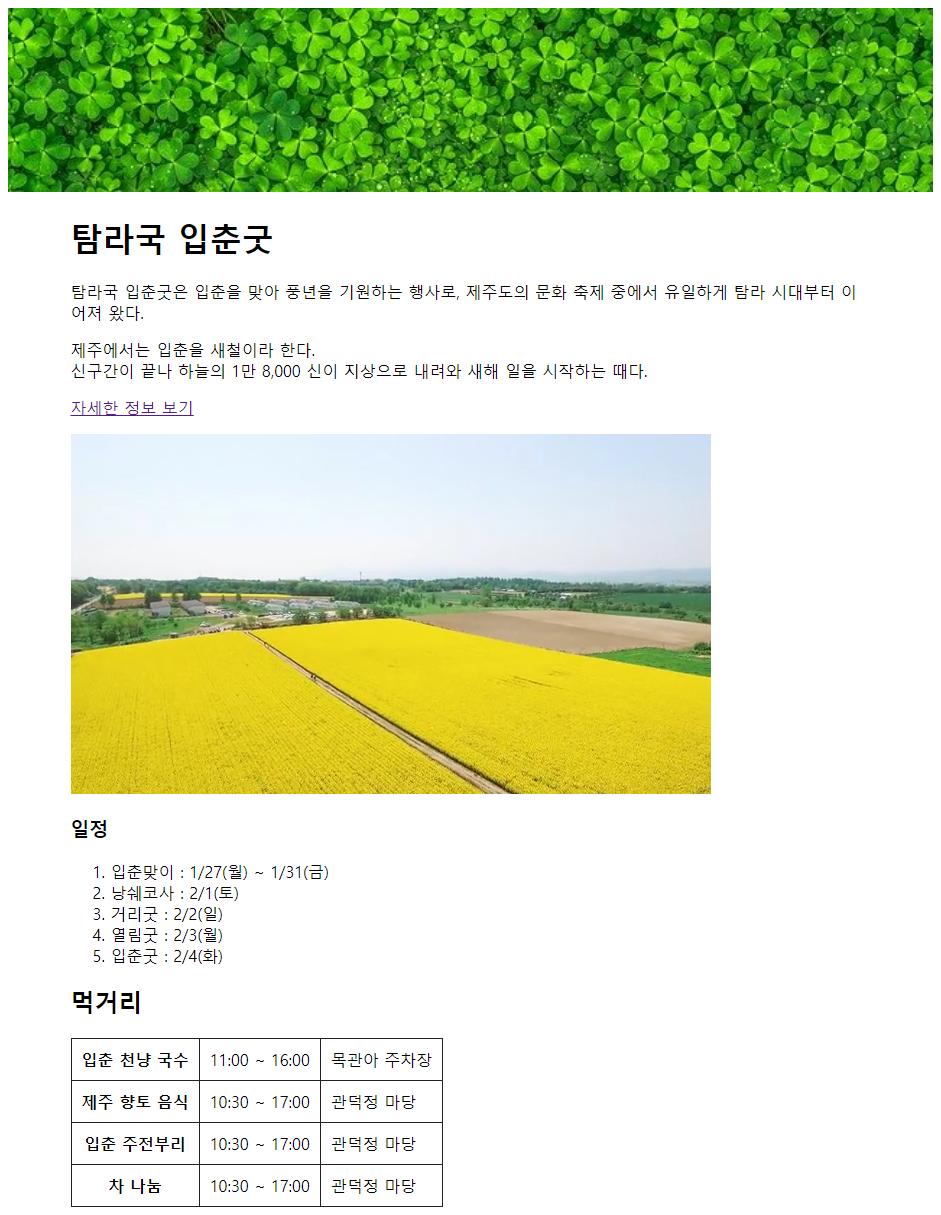 탐라국 입춘굿
탐라국 입춘굿은 입춘을 맞아 풍년을 기원하는 행사로, 제주도의 문화 축제 중에서 유일하게 탐라 시대부터 이
어져 왔다.
제주에서는 입춘을 새철이라 한다.
신구간이 끝나 하늘의 1만 8,000 신이 지상으로 내려와 새해 일을 시작하는 때다.
자세한 정보 보기
일정
1. 입춘맞이 : 1/27(월) ~ 1/31(금)
2. 낭쉐코사 : 2/1(토)
3. 거리굿 : 2/2(일)
4. 열림굿 : 2/3(월)
5. 입춘굿 : 2/4(화)
먹거리
입춘 천냥 국수 11:00 ~ 16:00 목관아 주차장
제주 향토 음식 10:30 ~ 17:00 관덕정 마당
입춘 주전부리 10:30 ~ 17:00 관덕정 마당
차 나눔 10:30 ~ 17:00 관덕정 마당